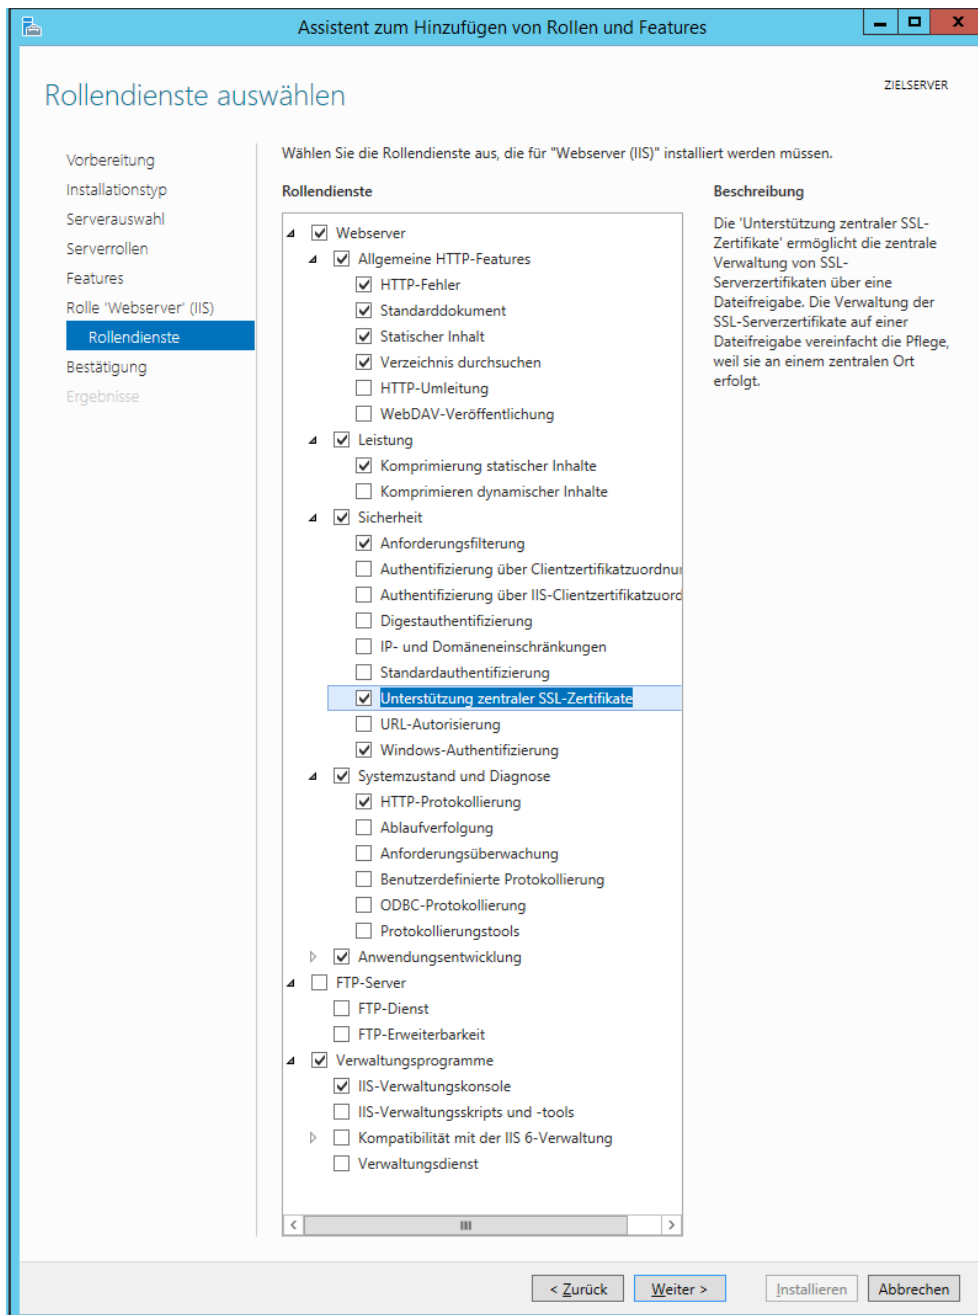 Assistent zum Hinzufügen von Rollen und Features
Rollendienste auswählen
ZIELSERVER
Vorbereitung
Installationstyp
Serverauswahl
Serverrollen
Features
Rolle 'Webserver' (IIS)
Rollendienste
Bestätigung
Ergebnisse
Wählen Sie die Rollendienste aus, die für "Webserver (IIS)" installiert werden müssen.
Rollendienste
Webserver
Allgemeine HTTP-Features
HTTP-Fehler
Standarddokument
Statischer Inhalt
Verzeichnis durchsuchen
HTTP-Umleitung
WebDAV-Veröffentlichung
Leistung
Komprimierung statischer Inhalte
Komprimieren dynamischer Inhalte
Sicherheit
Anforderungsfilterung
Authentifizierung über Clientzertifikatzuordnu
Authentifizierung über IIS-Clientzertifikatzuord
Digestauthentifizierung
IP- und Domäneneinschränkungen
Standardauthentifizierung
Unterstützung zentraler SSL-Zertifikate
URL-Autorisierung
Windows-Authentifizierung
Systemzustand und Diagnose
HTTP-Protokollierung
Ablaufverfolgung
Anforderungsüberwachung
Benutzerdefinierte Protokollierung
ODBC-Protokollierung
Protokollierungstools
Anwendungsentwicklung
FTP-Server
FTP-Dienst
FTP-Erweiterbarkeit
Verwaltungsprogramme
IIS-Verwaltungskonsole
IIS-Verwaltungsskripts und -tools
Kompatibilität mit der IIS 6-Verwaltung
Verwaltungsdienst
Beschreibung
Die 'Unterstützung zentraler SSL-
Zertifikate' ermöglicht die zentrale
Verwaltung von SSL-
Serverzertifikaten über eine
Dateifreigabe. Die Verwaltung der
SSL-Serverzertifikate auf einer
Dateifreigabe vereinfacht die Pflege,
weil sie an einem zentralen Ort
erfolgt.
< Zurück
Weiter >
Installieren
Abbrechen